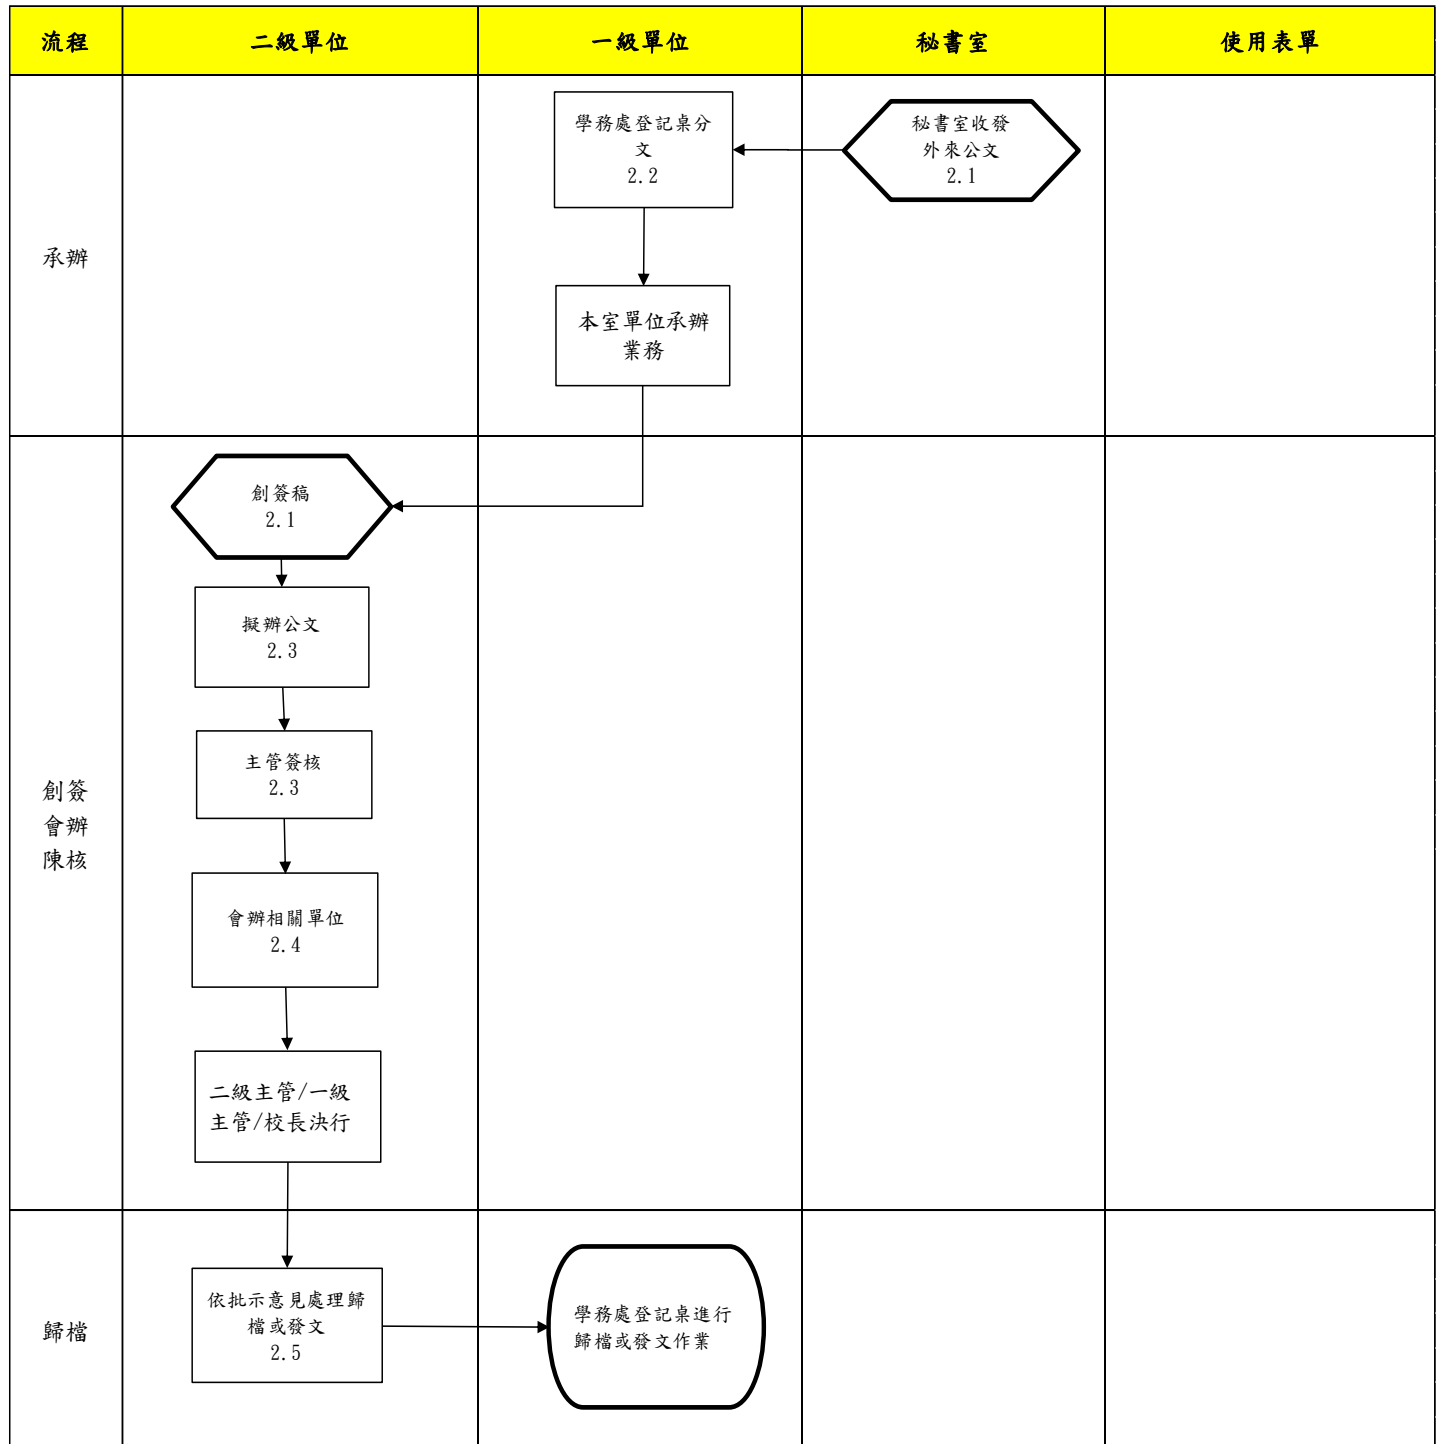 流程
二級單位
一級單位
秘書室
使用表單
承辦
學務處登記桌分
文
2.2
秘書室收發
外來公文
2.1
本室單位承辦
業務
創簽
會辦
陳核
創簽稿
2.1
擬辦公文
2.3
主管簽核
2.3
會辦相關單位
2.4
二級主管/一級
主管/校長決行
歸檔
依批示意見處理歸
檔或發文
2.5
學務處登記桌進行
歸檔或發文作業